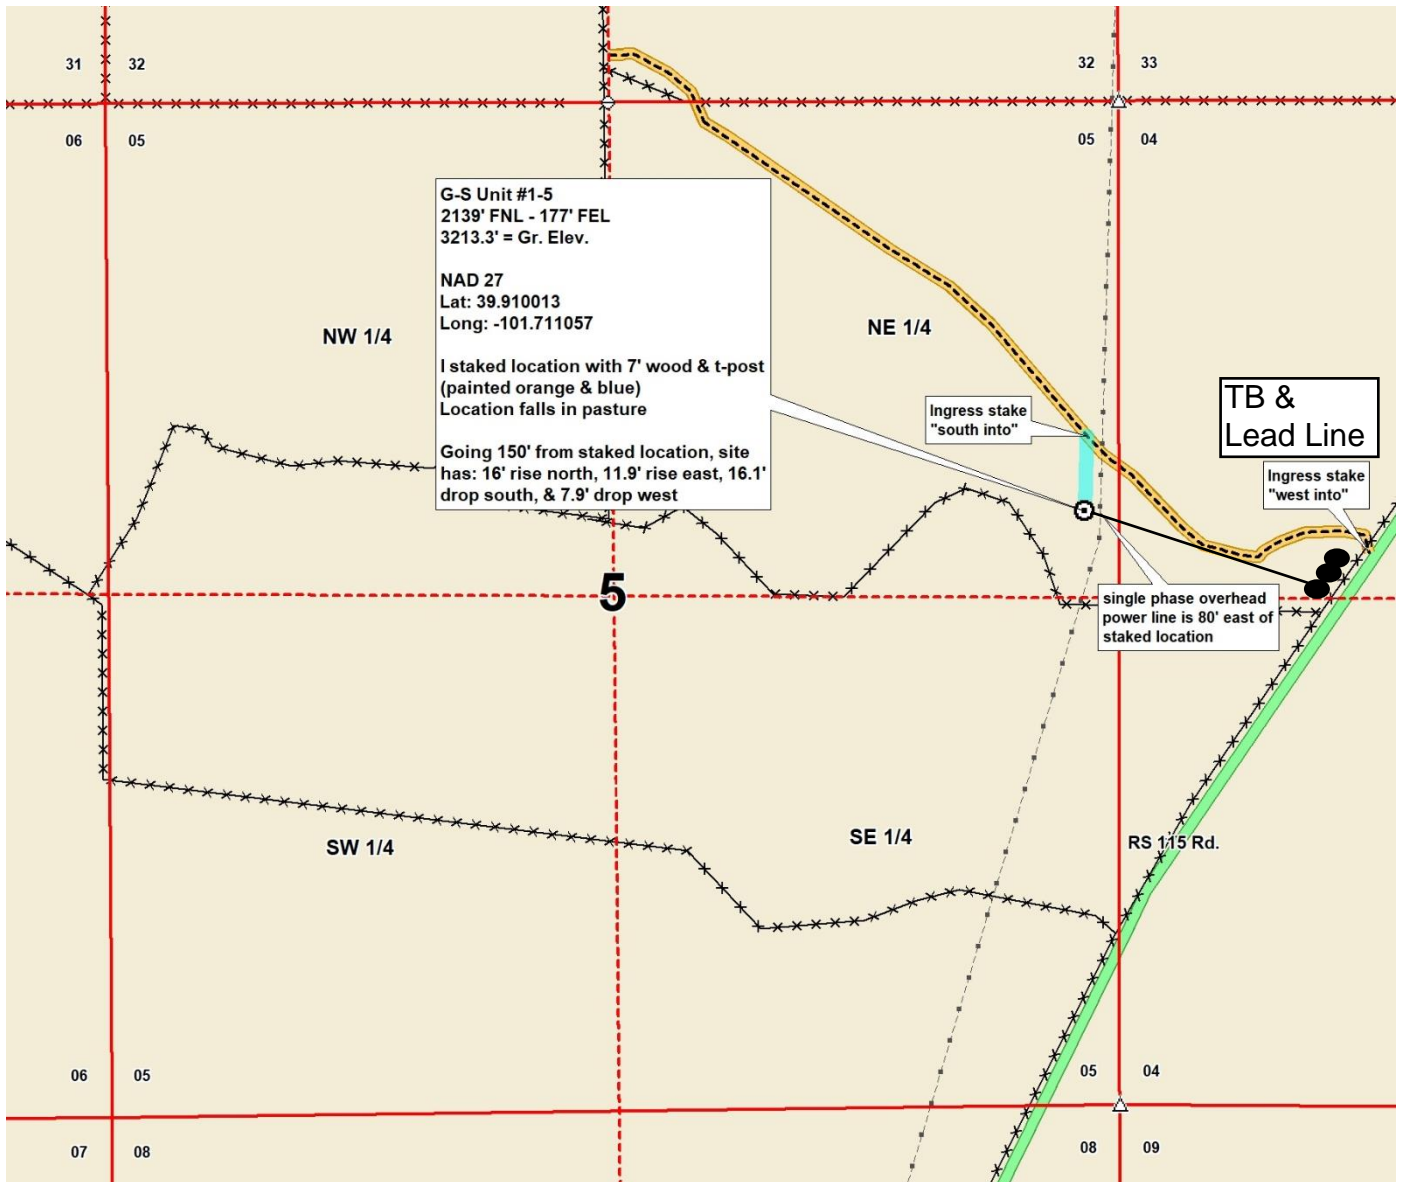 31 32
32 33
06 05
05 04
G-S Unit #1-5
2139' FNL - 177' FEL
3213.3' = Gr. Elev.
NAD 27
Lat: 39.910013
Long: -101.711057
I staked location with 7' wood & t-post
(painted orange & blue)
Location falls in pasture
Going 150' from staked location, site
has: 16' rise north, 11.9' rise east, 16.1'
drop south, & 7.9' drop west
NW 1/4
NE 1/4
Ingress stake
"south into"
TB &
Lead Line
Ingress stake
"west into"
5
single phase overhead
power line is 80' east of
staked location
SW 1/4
SE 1/4
RS 115 Rd.
06 05
05 04
07 08
08 09